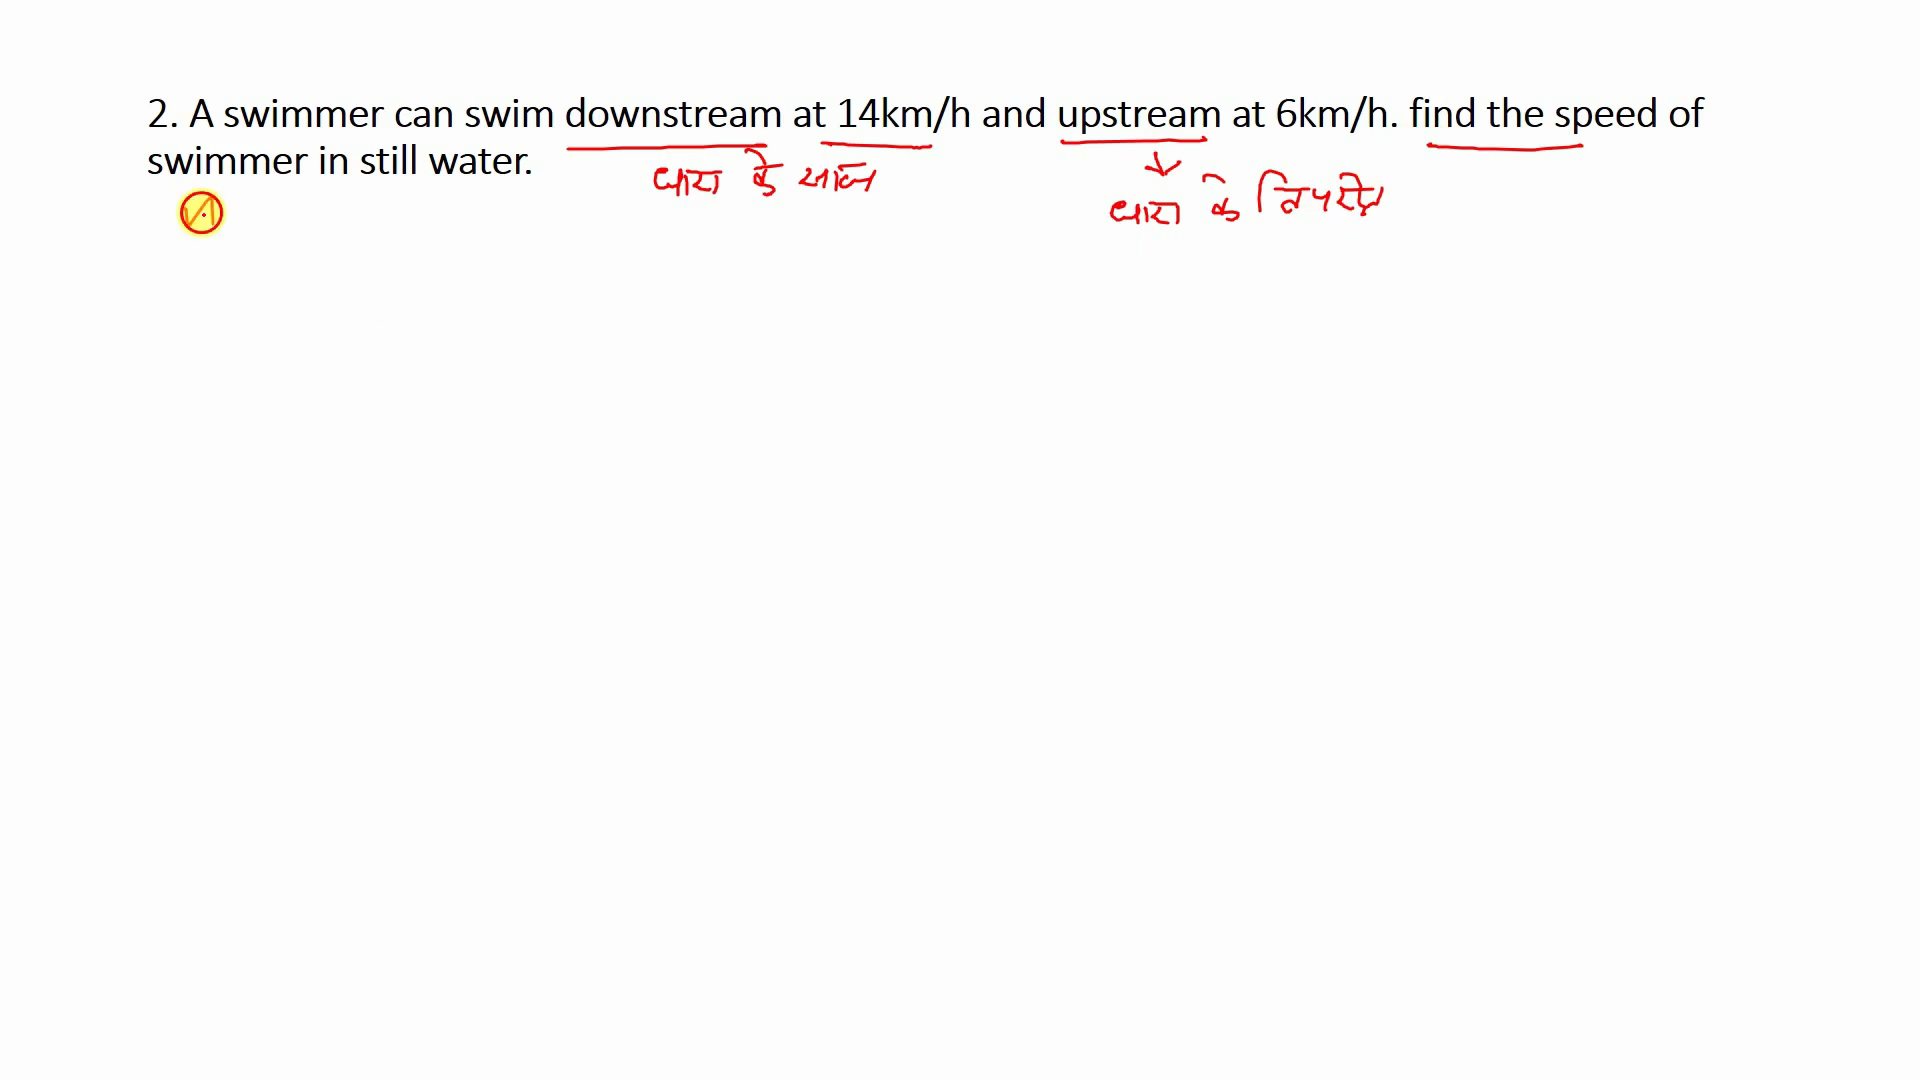 2. A swimmer can swim downstream at 14km/h and upstream at 6km/h. find the speed of
swimmer in still water.
धारा के साथ
धारा के विपरीत